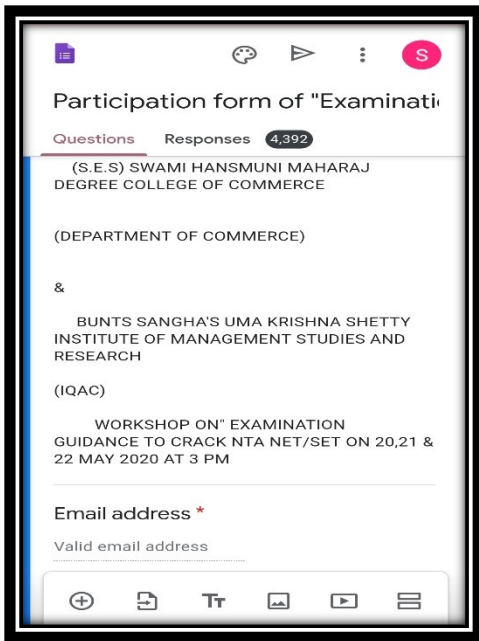 S
Participation form of "Examinati
Questions Responses 4,392
(S.E.S) SWAMI HANSMUNI MAHARAJ
DEGREE COLLEGE OF COMMERCE
(DEPARTMENT OF COMMERCE)
&
BUNTS SANGHA'S UMA KRISHNA SHETTY
INSTITUTE OF MANAGEMENT STUDIES AND
RESEARCH
(IQAC)
WORKSHOP ON" EXAMINATION
GUIDANCE TO CRACK NTA NET/SET ON 20,21 &
22 MAY 2020 AT 3 PM
Email address *
Valid email address
Tт